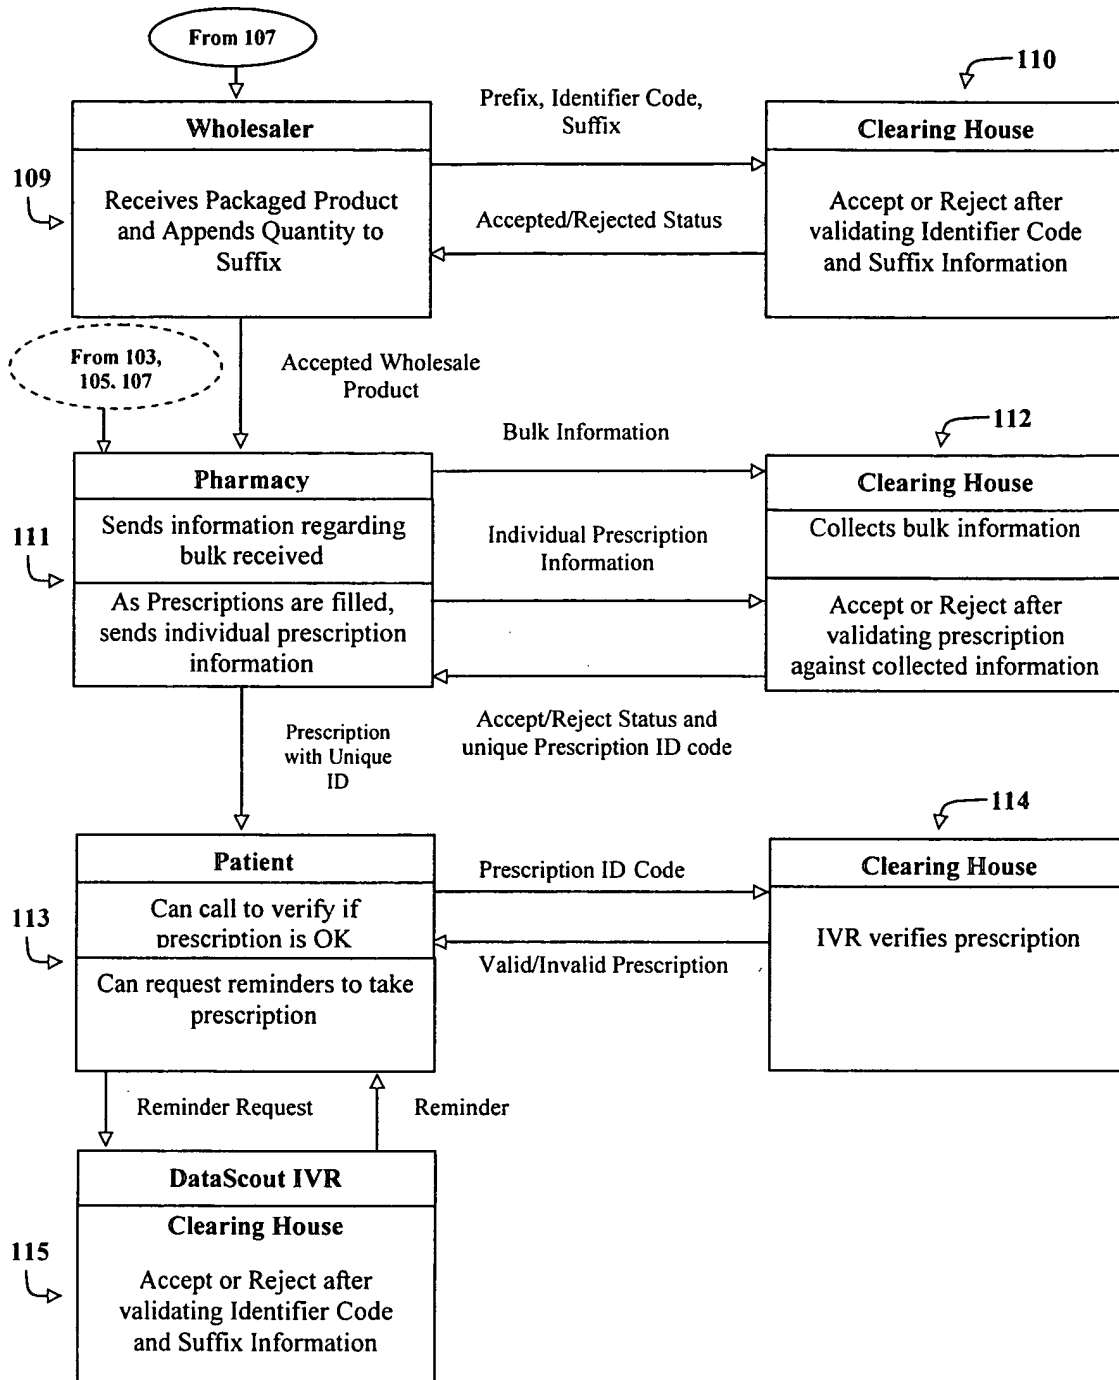 From 107
110
Prefix, Identifier Code,
Suffix
Wholesaler
Clearing House
109
Receives Packaged Product
and Appends Quantity to
Suffix
Accepted/Rejected Status
Accept or Reject after
validating Identifier Code
and Suffix Information
From 103,
105, 107
Accepted Wholesale
Product
112
Bulk Information
Pharmacy
Clearing House
111
Sends information regarding
bulk received
Individual Prescription
Information
Collects bulk information
As Prescriptions are filled,
sends individual prescription
information
Accept or Reject after
validating prescription
against collected information
Prescription
with Unique
ID
Accept/Reject Status and
unique Prescription ID code
114
Patient
Prescription ID Code
Clearing House
113
Can call to verify if
prescription is OK
IVR verifies prescription
Valid/Invalid Prescription
Can request reminders to take
prescription
Reminder Request
Reminder
DataScout IVR
Clearing House
115
Accept or Reject after
validating Identifier Code
and Suffix Information